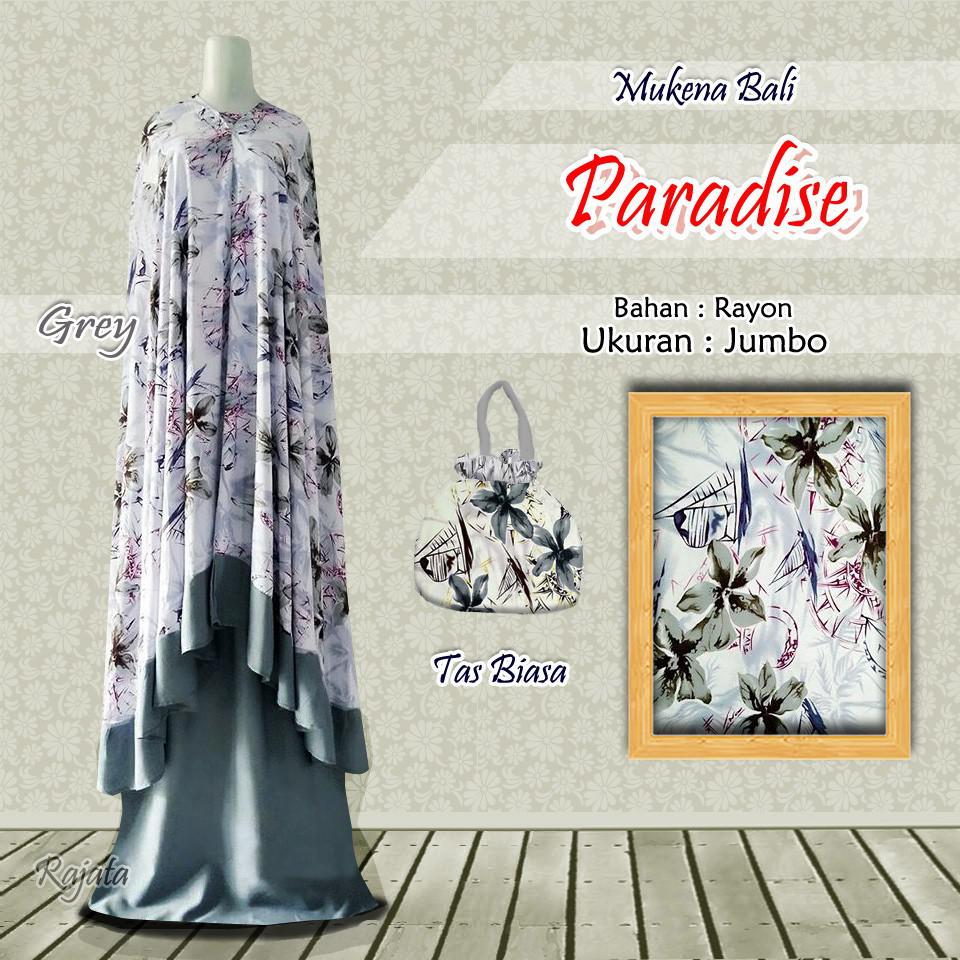 Mukena Bali
Paradise
Grey
Bahan : Rayon
Ukuran : Jumbo
Tas Biasa
Rajata